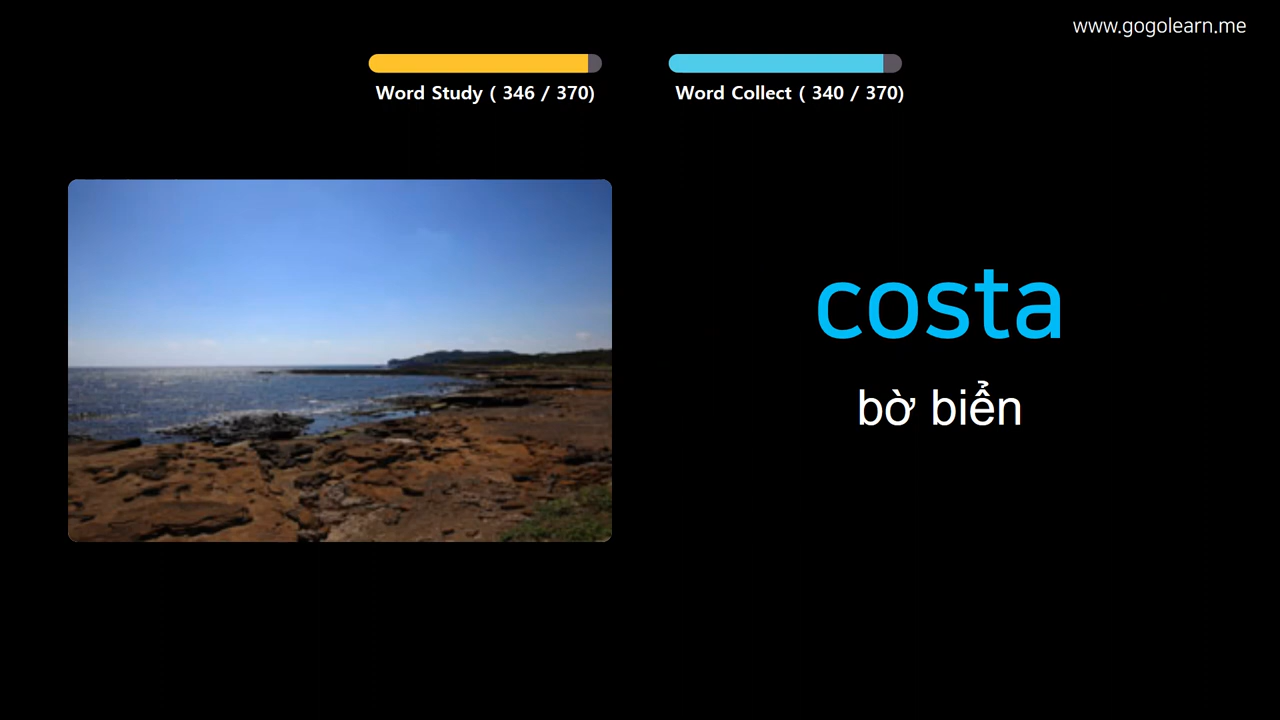 www.gogolearn.me
Word Study ( 346 / 370)
Word Collect ( 340 / 370)
costa
bờ biển